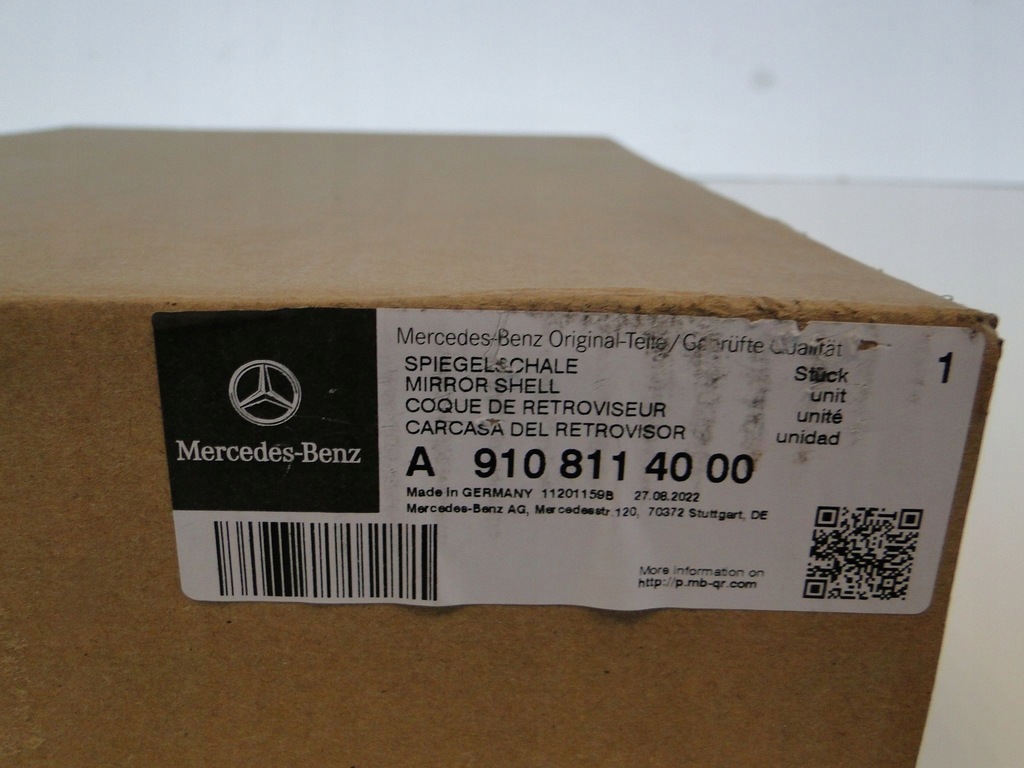 Mercedes-Benz
Mercedes-Benz Original-Teile/Geprüfte Qualität
SPIEGELSCHALE
MIRROR SHELL
COQUE DE RETROVISEUR
CARCASA DEL RETROVISOR
Stück
unit
unité
unidad
1
A 910 811 40 00
Made in GERMANY 11201159B 27.08.2022
Mercedes-Benz AG, Mercedesstr.120, 70372 Stuttgart, DE
More information on
http://p.mb-qr.com